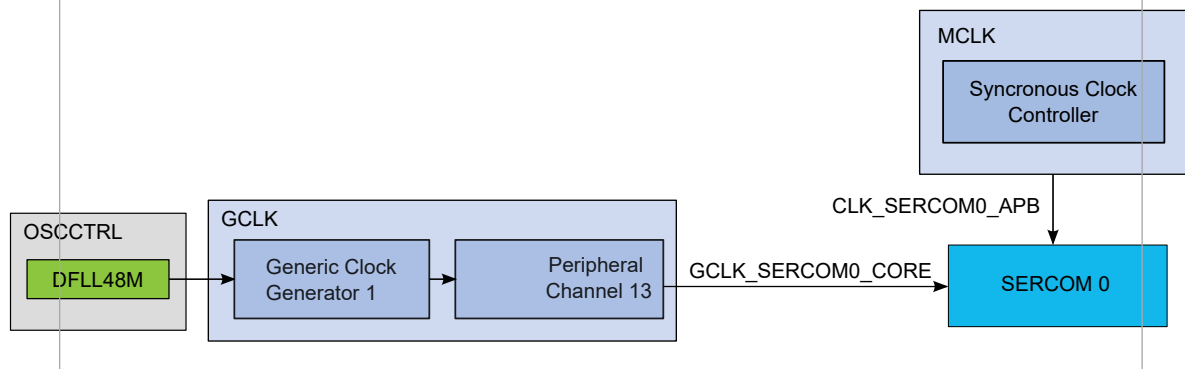 MCLK
Syncronous Clock
Controller
CLK_SERCOM0_APB
OSCCTRL
DFLL48M
GCLK
Generic Clock
Generator 1
Peripheral
Channel 13
GCLK_SERCOM0_CORE
SERCOM 0